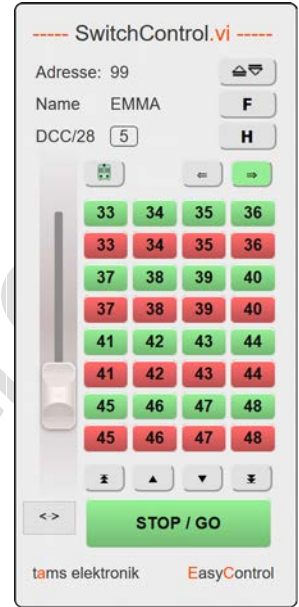 ----- SwitchControl.vi -----
Adresse: 99
Name EMMA F
DCC/28 5 H
⇐ ⇒
33 34 35 36
33 34 35 36
37 38 39 40
37 38 39 40
41 42 43 44
41 42 43 44
45 46 47 48
45 46 47 48
<·>
STOP / GO
tams elektronik EasyControl